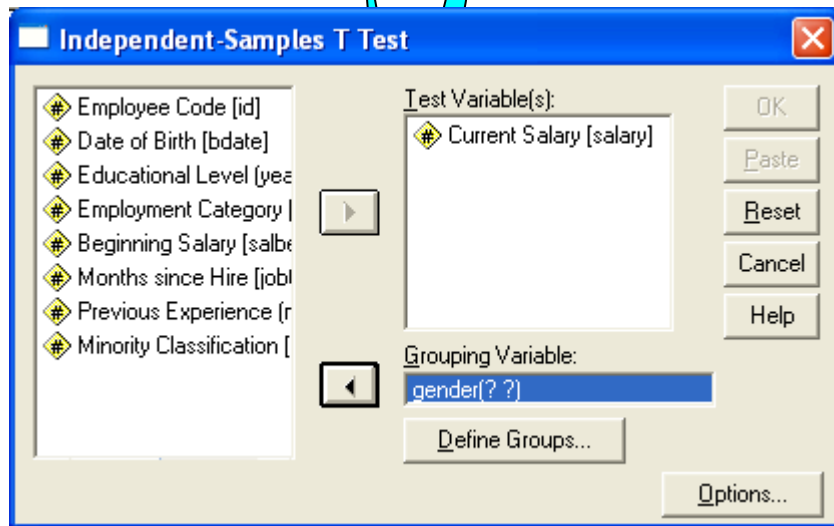 Independent-Samples T Test
Employee Code [id]
Date of Birth [bdate]
Educational Level (yea
Employment Category [
Beginning Salary [salbe
Months since Hire [jobt
Previous Experience (r
Minority Classification [
Test Variable(s):
Current Salary [salary]
Grouping Variable:
gender(? ?)
Define Groups...
OK
Paste
Reset
Cancel
Help
Options...